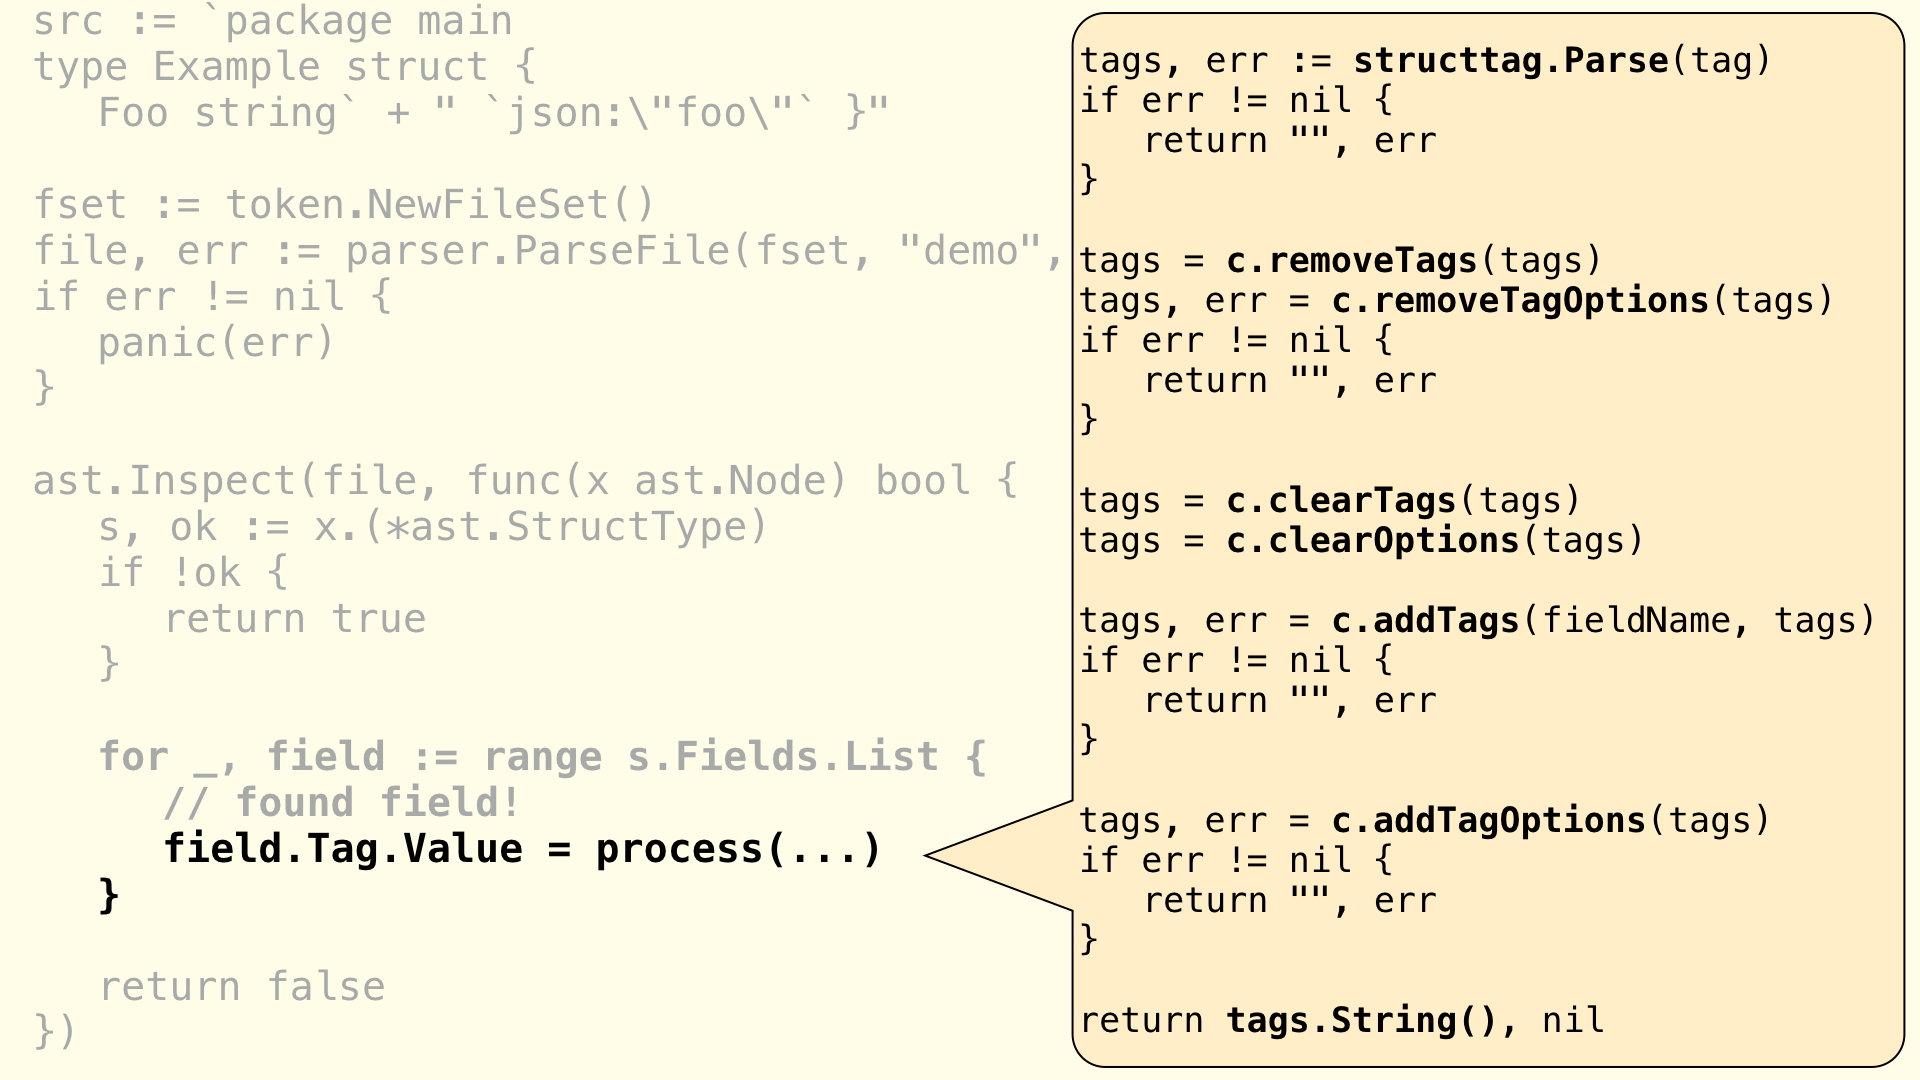 src := `package main
type Example struct {
   Foo string` + " `json:\"foo\"` }"

fset := token.NewFileSet()
file, err := parser.ParseFile(fset, "demo",
if err != nil {
   panic(err)
}

ast.Inspect(file, func(x ast.Node) bool {
   s, ok := x.(*ast.StructType)
   if !ok {
      return true
   }

   for _, field := range s.Fields.List {
      // found field!
      field.Tag.Value = process(...)
   }

   return false
})

tags, err := structtag.Parse(tag)
if err != nil {
   return "", err
}

tags = c.removeTags(tags)
tags, err = c.removeTagOptions(tags)
if err != nil {
   return "", err
}

tags = c.clearTags(tags)
tags = c.clearOptions(tags)

tags, err = c.addTags(fieldName, tags)
if err != nil {
   return "", err
}

tags, err = c.addTagOptions(tags)
if err != nil {
   return "", err
}

return tags.String(), nil